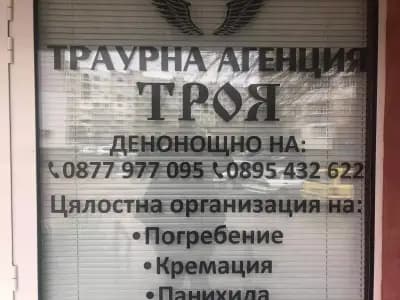 ТРАУРНА АГЕНЦИЯ
ТРОЯ
ДЕНОНОЩНО НА:
0877 977 095 0895 432 622
Цялостна организация на:
•Погребение
•Кремация
•Панихида